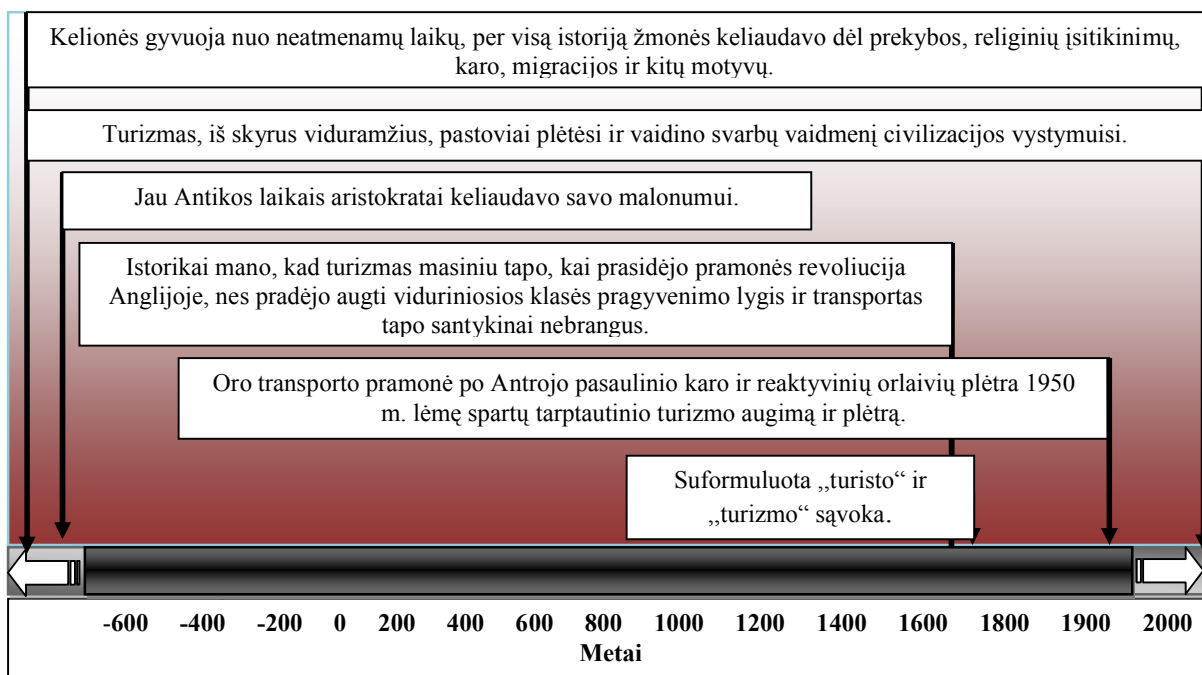 Kelionės gyvuoja nuo neatmenamų laikų, per visą istoriją žmonės keliaudavo dėl prekybos, religinių įsitikinimų,
karo, migracijos ir kitų motyvų.
Turizmas, iš skyrus viduramžius, pastoviai plėtėsi ir vaidino svarbų vaidmenį civilizacijos vystymuisi.
Jau Antikos laikais aristokratai keliaudavo savo malonumui.
Istorikai mano, kad turizmas masiniu tapo, kai prasidėjo pramonės revoliucija
Anglijoje, nes pradėjo augti viduriniosios klasės pragyvenimo lygis ir transportas
tapo santykinai nebrangus.
Oro transporto pramonė po Antrojo pasaulinio karo ir reaktyvinių orlaivių plėtra 1950
m. lėmę spartų tarptautinio turizmo augimą ir plėtrą.
Suformuluota ,,turisto“ ir
,,turizmo“ sąvoka.
-600 -400 -200 0 200 400 600 800 1000 1200 1400 1600 1800 1900 2000
Metai